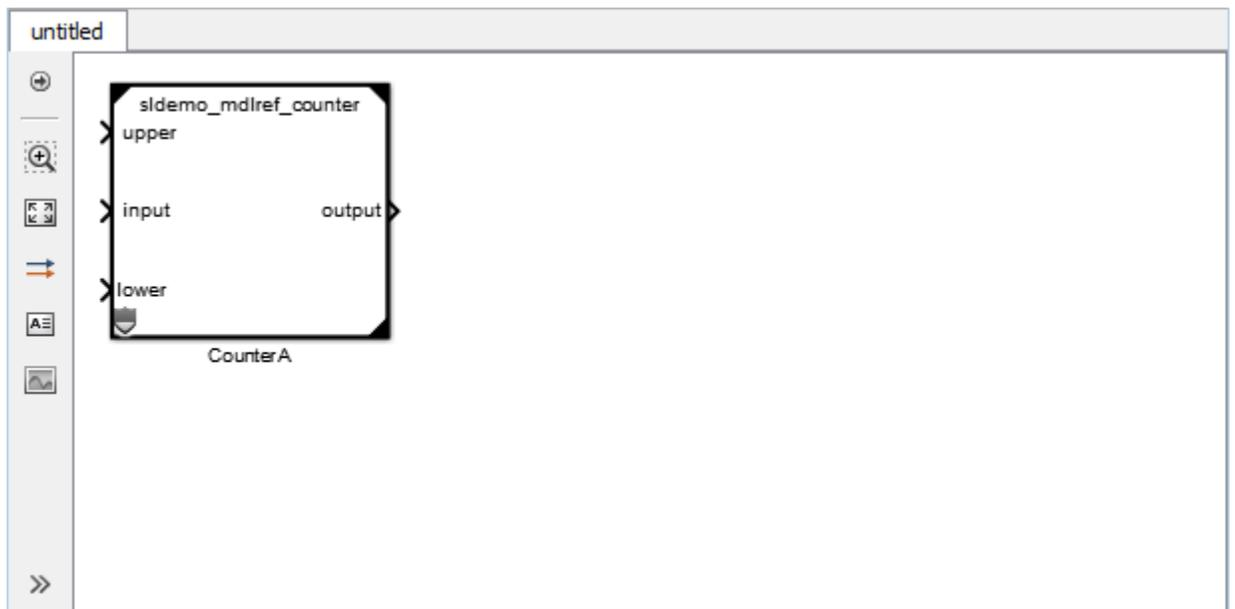 untitled
sldemo_mdlref_counter
upper
input output
lower
CounterA